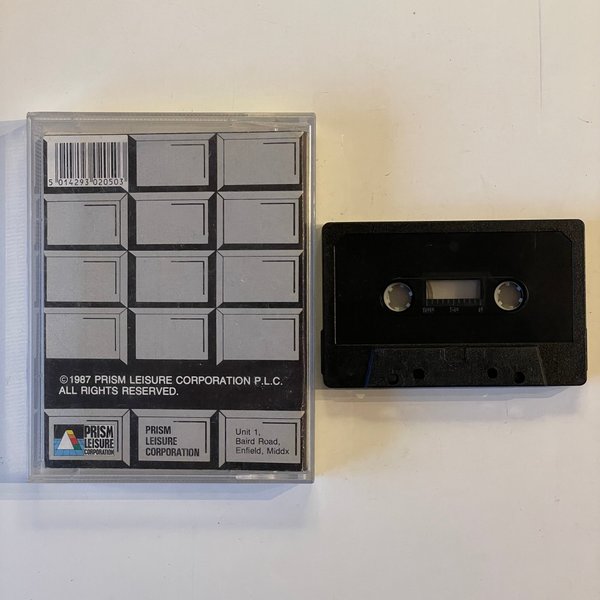 5 014293 020503
©1987 PRISM LEISURE CORPORATION P.L.C.
ALL RIGHTS RESERVED.
PRISM
LEISURE
CORPORATION
PRISM
LEISURE
CORPORATION
Unit 1,
Baird Road,
Enfield, Middx